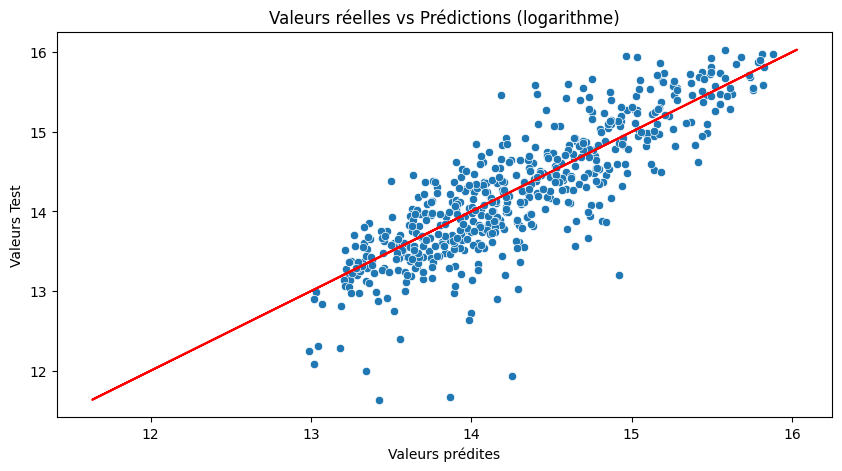 Valeurs réelles vs Prédictions (logarithme)
16
15
14
13
12
Valeurs Test
12 13 14 15 16
Valeurs prédites